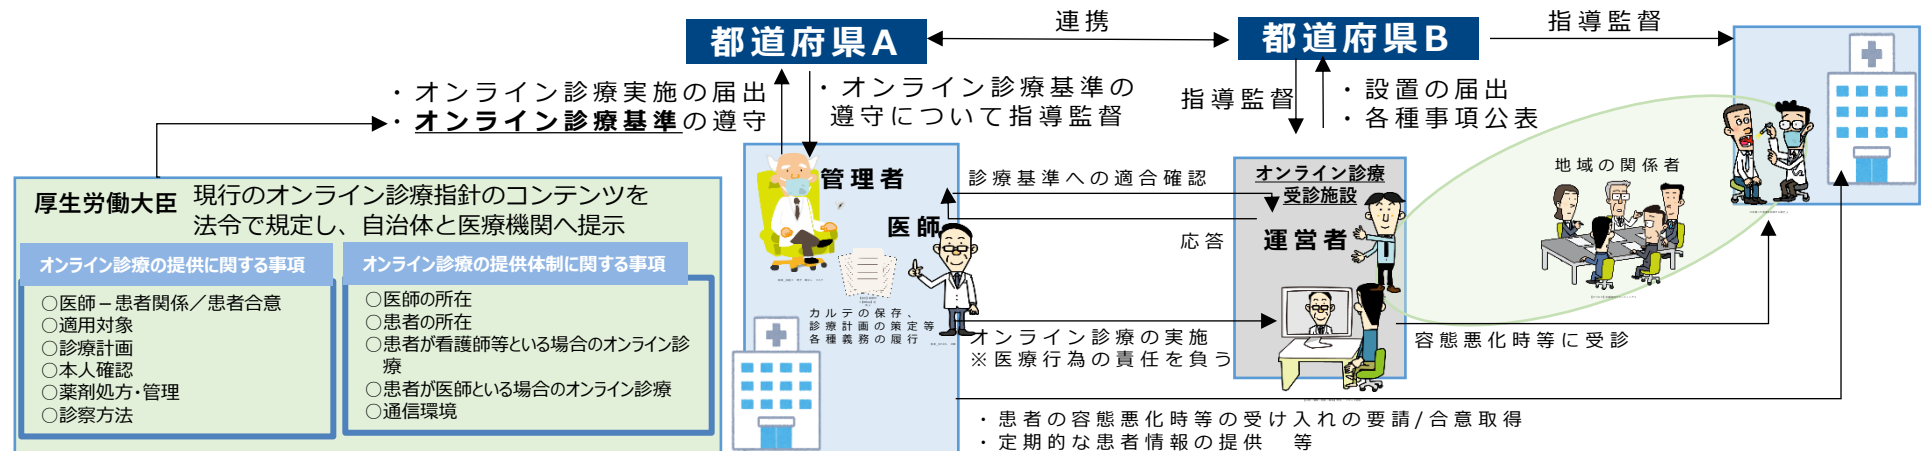 都道府県A
連携
都道府県B
指導監督
・オンライン診療実施の届出
・オンライン診療基準の遵守
・オンライン診療基準の
遵守について指導監督
指導監督
・設置の届出
・各種事項公表
厚生労働大臣
現行のオンライン診療指針のコンテンツを
法令で規定し、自治体と医療機関へ提示
オンライン診療の提供に関する事項
○医師－患者関係／患者合意
○適用対象
○診療計画
○本人確認
○薬剤処方・管理
○診察方法
オンライン診療の提供体制に関する事項
○医師の所在
○患者の所在
○患者が看護師等といる場合のオンライン診
療
○患者が医師といる場合のオンライン診療
○通信環境
管理者
医師
カルテの保存、
診療計画の策定等
各種義務の履行
診療基準への適合確認
応答
オンライン診療
受診施設
運営者
オンライン診療の実施
※医療行為の責任を負う
地域の関係者
容態悪化時等に受診
・患者の容態悪化時等の受け入れの要請/合意取得
・定期的な患者情報の提供　等